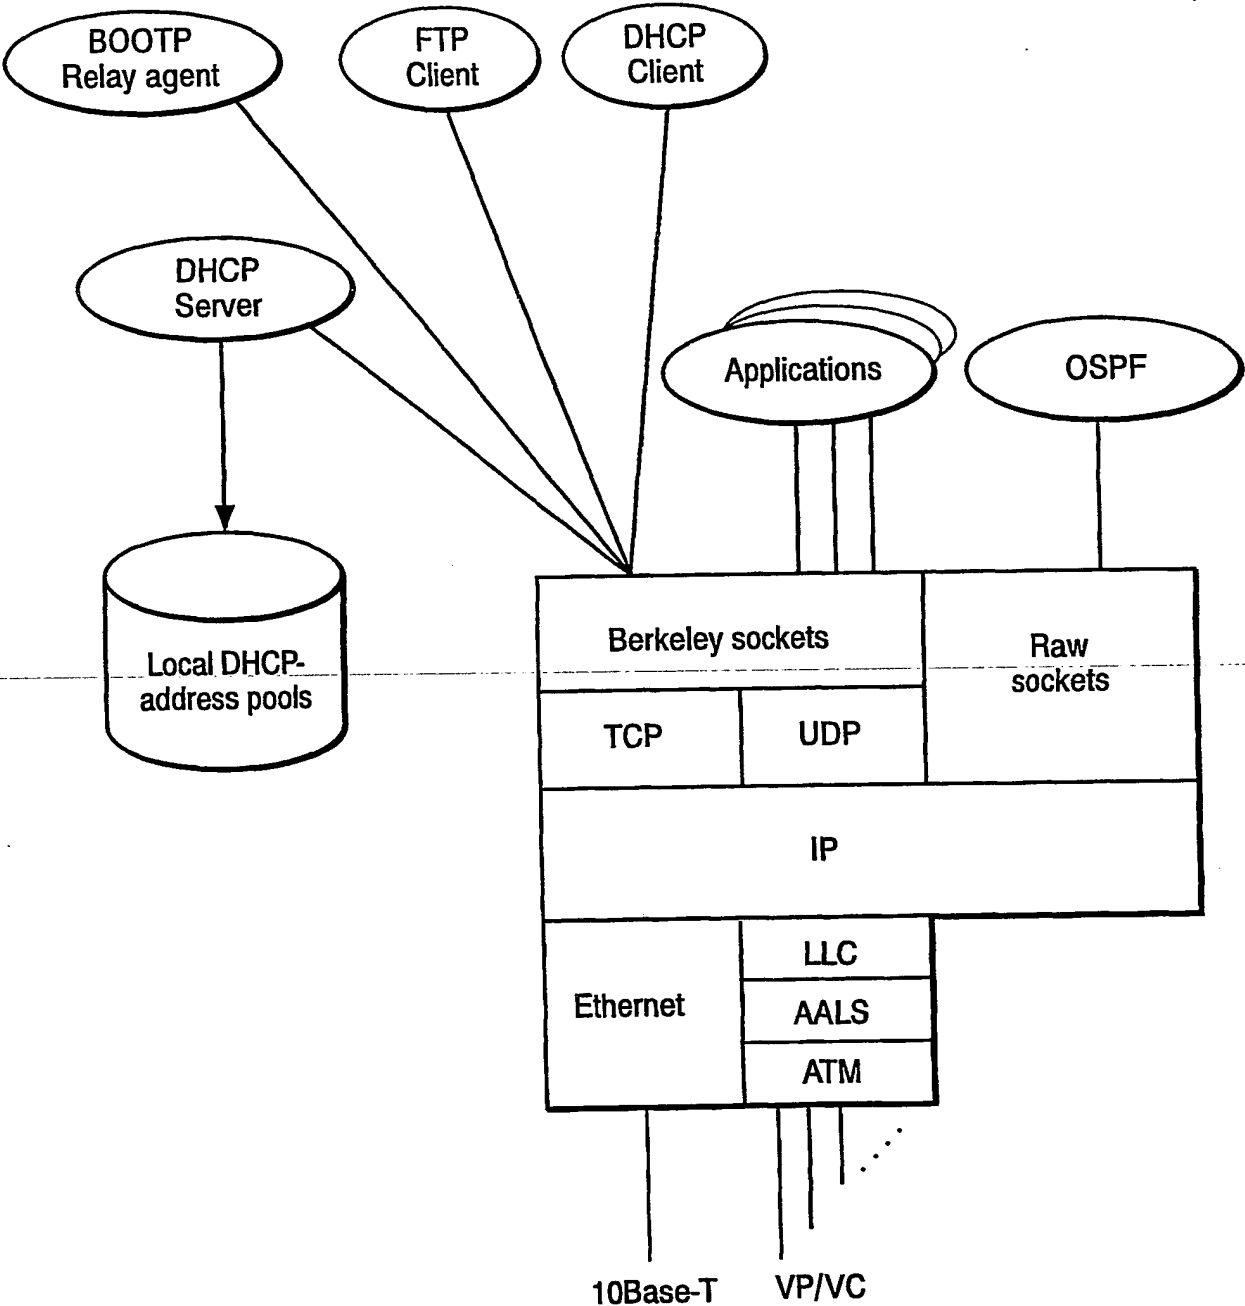 BOOTP
Relay agent
FTP
Client
DHCP
Client
DHCP
Server
Applications
OSPF
Local DHCP-
address pools
Berkeley sockets
Raw
sockets
TCP
UDP
IP
LLC
Ethernet
AALS
ATM
10Base-T
VP/VC